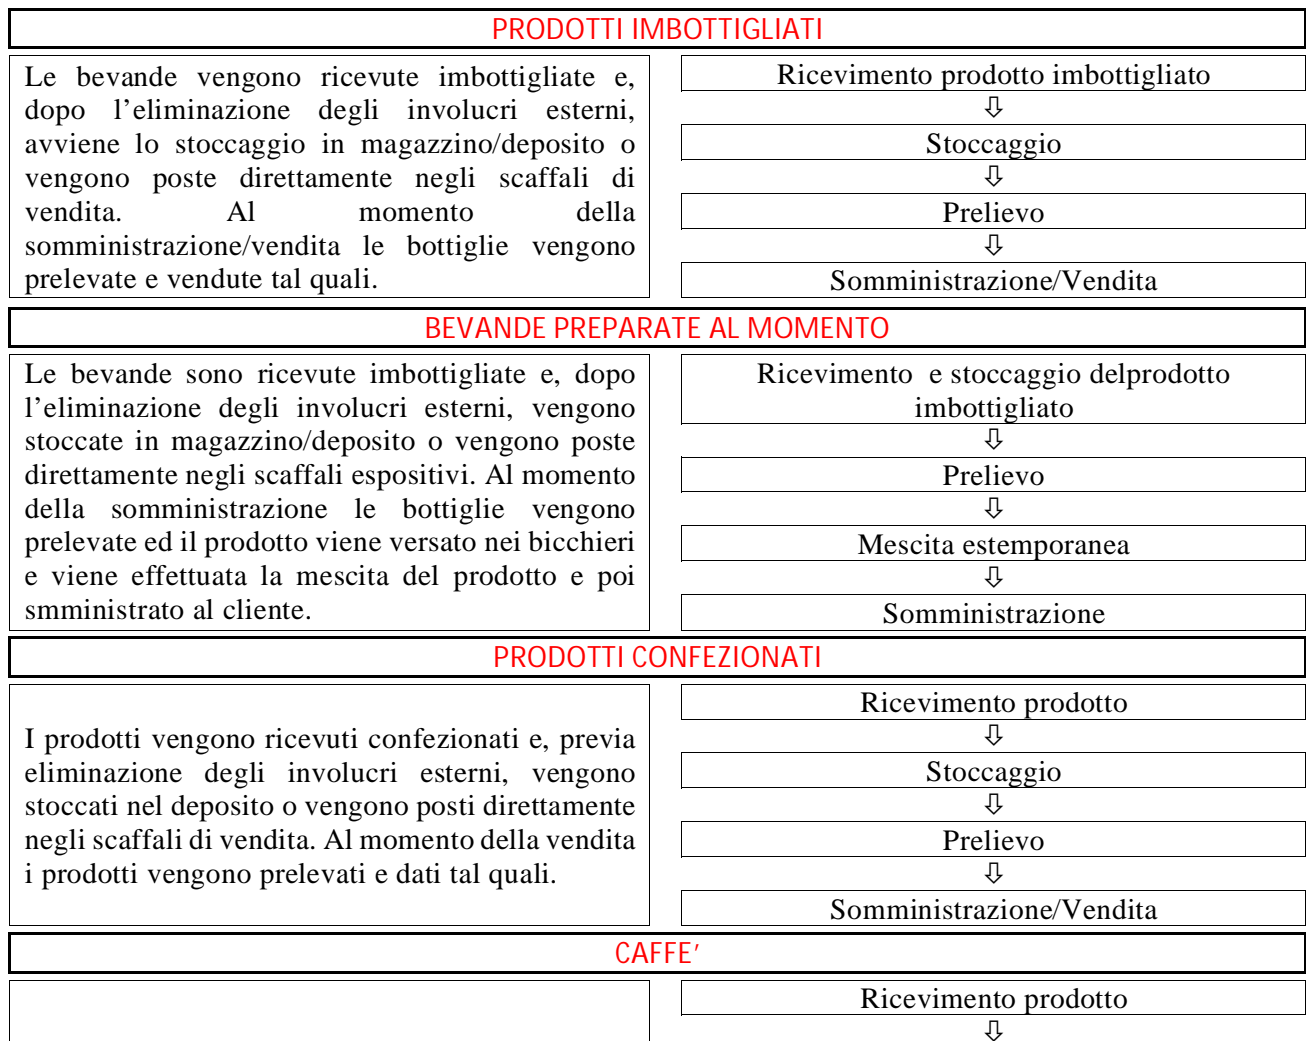 PRODOTTI IMBOTTIGLIATI
Le bevande vengono ricevute imbottigliate e,
dopo l’eliminazione degli involucri esterni,
avviene lo stoccaggio in magazzino/deposito o
vengono poste direttamente negli scaffali di
vendita. Al momento della
somministrazione/vendita le bottiglie vengono
prelevate e vendute tal quali.
Ricevimento prodotto imbottigliato
⇩
Stoccaggio
⇩
Prelievo
⇩
Somministrazione/Vendita
BEVANDE PREPARATE AL MOMENTO
Le bevande sono ricevute imbottigliate e, dopo
l’eliminazione degli involucri esterni, vengono
stoccate in magazzino/deposito o vengono poste
direttamente negli scaffali espositivi. Al momento
della somministrazione le bottiglie vengono
prelevate ed il prodotto viene versato nei bicchieri
e viene effettuata la mescita del prodotto e poi
smministrato al cliente.
Ricevimento e stoccaggio delprodotto
imbottigliato
⇩
Prelievo
⇩
Mescita estemporanea
⇩
Somministrazione
PRODOTTI CONFEZIONATI
I prodotti vengono ricevuti confezionati e, previa
eliminazione degli involucri esterni, vengono
stoccati nel deposito o vengono posti direttamente
negli scaffali di vendita. Al momento della vendita
i prodotti vengono prelevati e dati tal quali.
Ricevimento prodotto
⇩
Stoccaggio
⇩
Prelievo
⇩
Somministrazione/Vendita
CAFFE’
Ricevimento prodotto
⇩